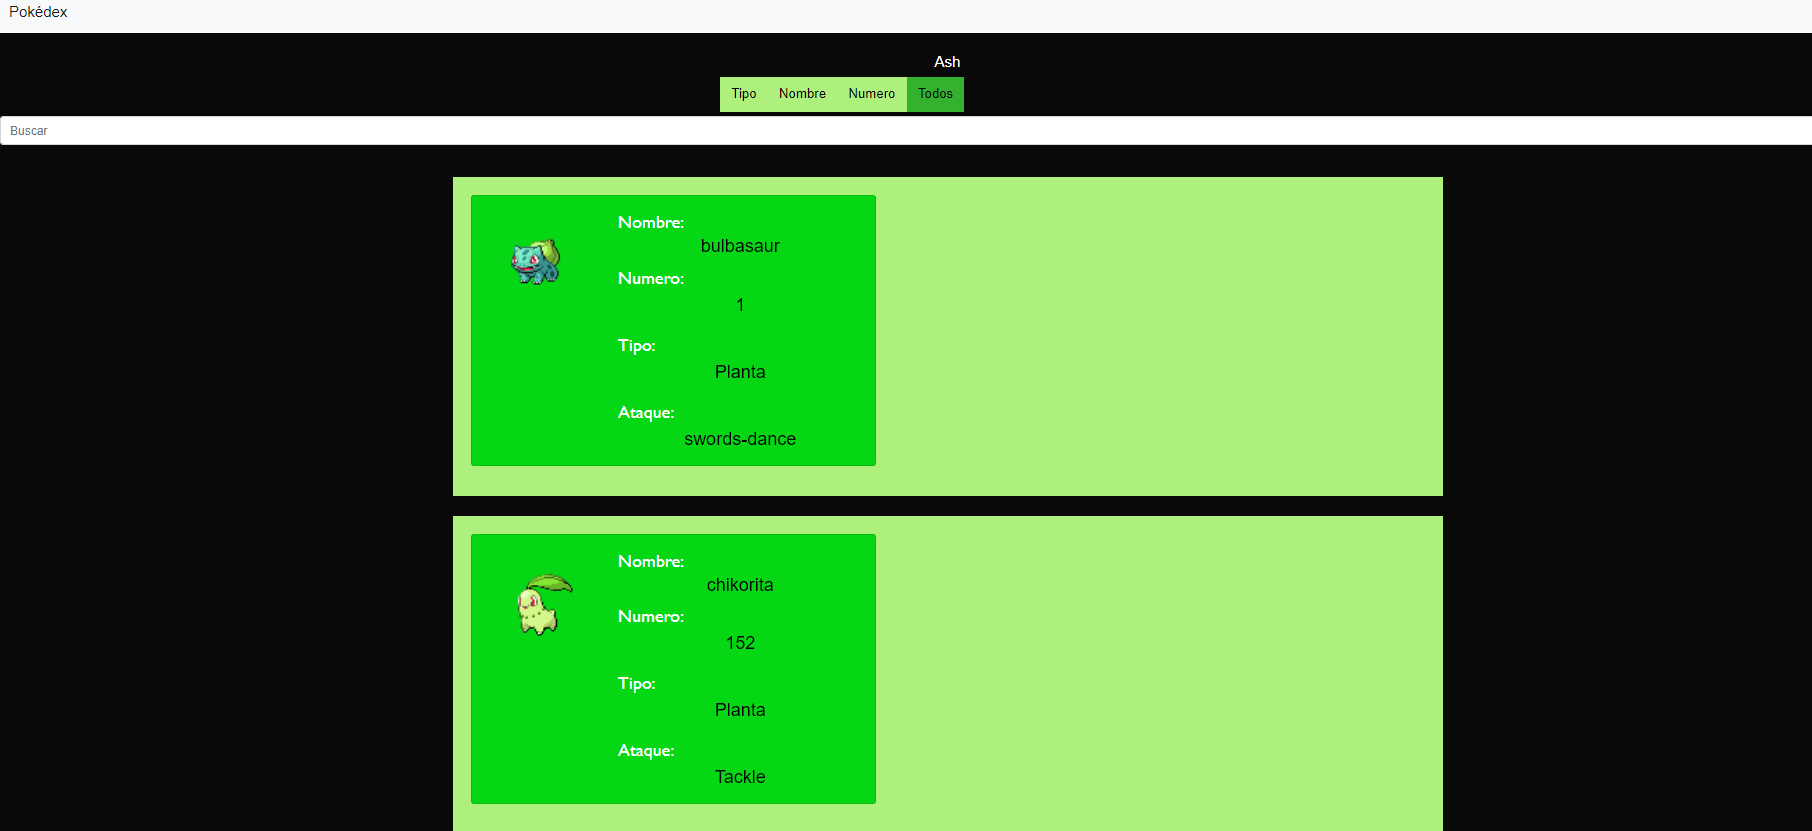 Pokédex
Ash
Tipo Nombre Numero Todos
Buscar
Nombre:
bulbasaur
Numero:
1
Tipo:
Planta
Ataque:
swords-dance
Nombre:
chikorita
Numero:
152
Tipo:
Planta
Ataque:
Tackle